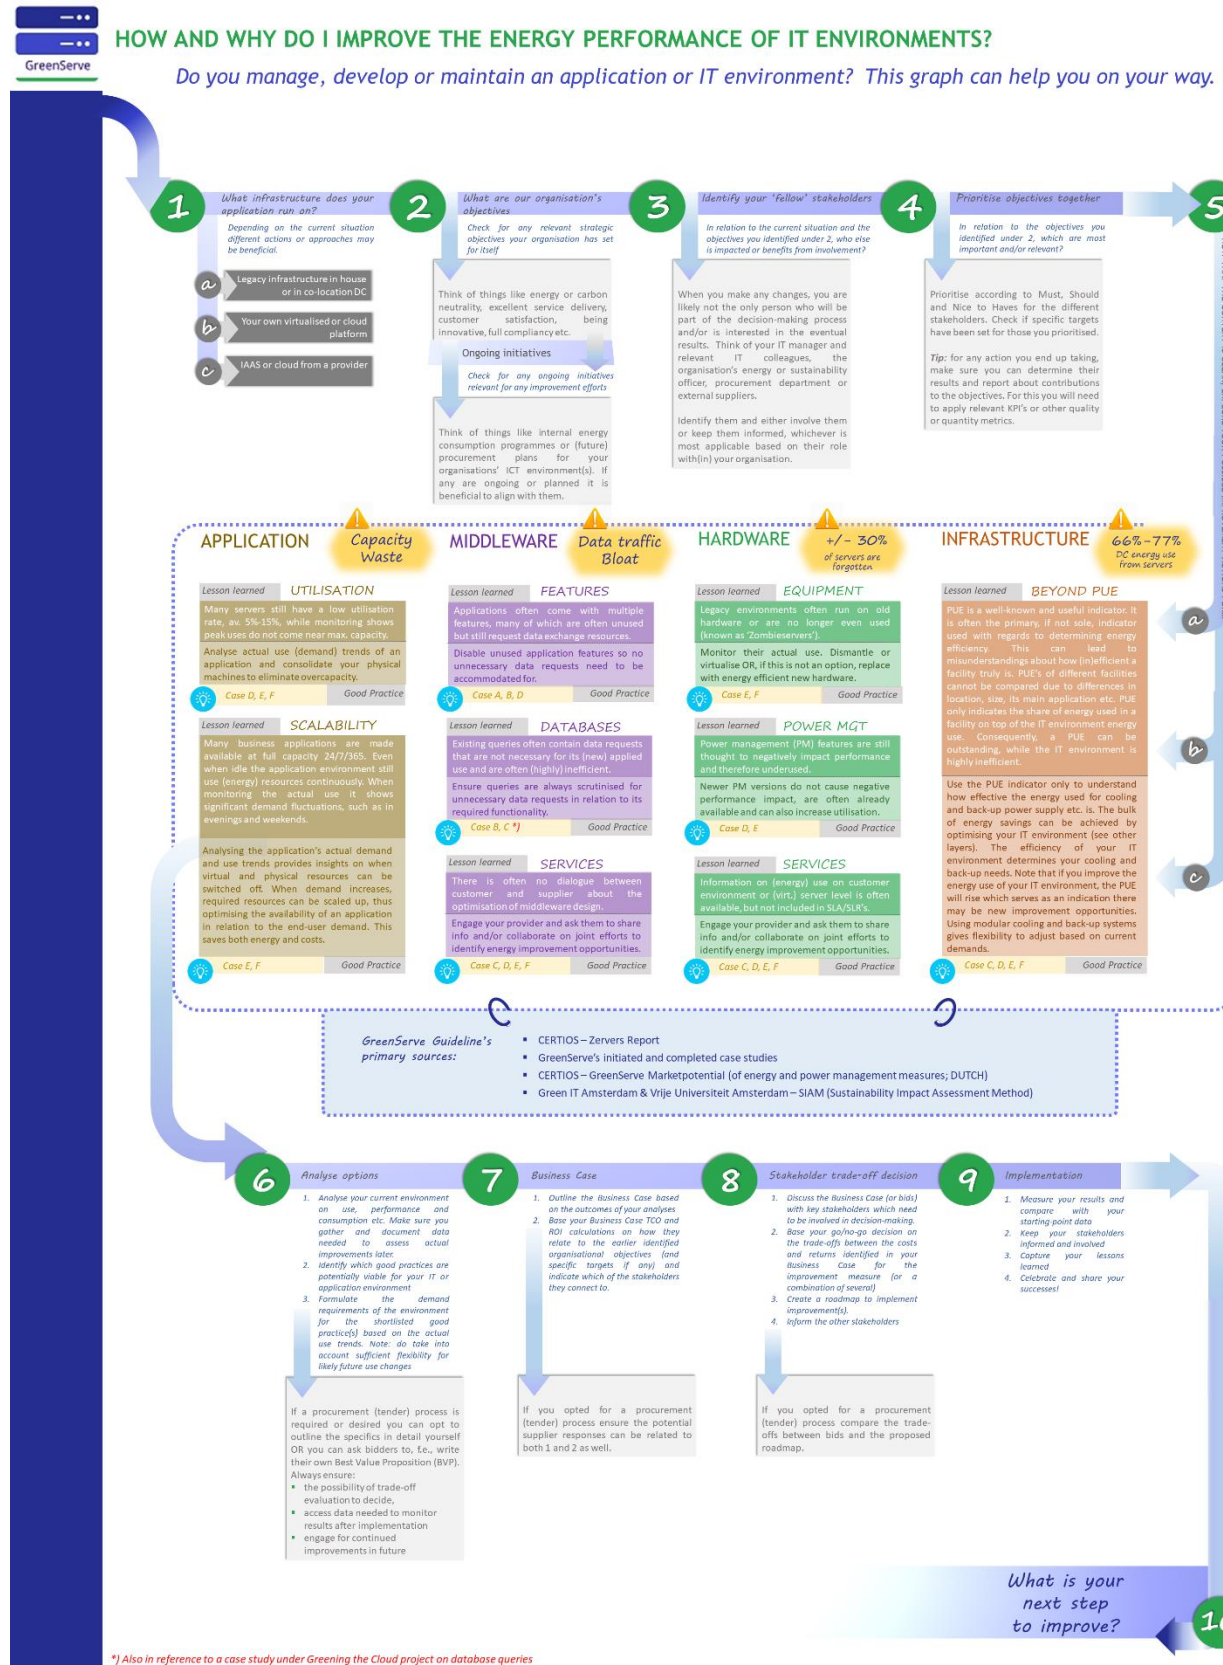 GreenServe
HOW AND WHY DO I IMPROVE THE ENERGY PERFORMANCE OF IT ENVIRONMENTS?
Do you manage, develop or maintain an application or IT environment? This graph can help you on your way.
1
What infrastructure does your
application run on?
Depending on the current situation
different actions or approaches may
be beneficial.
a
Legacy infrastructure in house
or in co-location DC
b
Your own virtualised or cloud
platform
c
IAAS or cloud from a provider
2
What are our organisation's
objectives
Check for any relevant strategic
objectives your organisation has set
for itself
Think of things like energy or carbon
neutrality, excellent service delivery,
customer satisfaction, being
innovative, full compliancy etc.
Ongoing initiatives
Check for any ongoing initiatives
relevant for any improvement efforts
Think of things like internal energy
consumption programmes or (future)
procurement plans for your
organisations' ICT environment(s). If
any are ongoing or planned it is
beneficial to align with them.
3
Identify your 'fellow' stakeholders
In relation to the current situation and the
objectives you identified under 2, who else
is impacted or benefits from involvement?
When you make any changes, you are
likely not the only person who will be
part of the decision-making process
and/or is interested in the eventual
results. Think of your IT manager and
relevant IT colleagues, the
organisation's energy or sustainability
officer, procurement department or
external suppliers.
Identify them and either involve them
or keep them informed, whichever is
most applicable based on their role
with(in) your organisation.
4
Prioritise objectives together
In relation to the objectives you
identified under 2, which are most
important and/or relevant?
Prioritise according to Must, Should
and Nice to Haves for the different
stakeholders. Check if specific targets
have been set for those you prioritised.
Tip: for any action you end up taking,
make sure you can determine their
results and report about contributions
to the objectives. For this you will need
to apply relevant KPI's or other quality
or quantity metrics.
5
APPLICATION
Capacity
Waste
Lesson learned UTILISATION
Many servers still have a low utilisation
rate, av. 5%-15%, while monitoring shows
peak uses do not come near max. capacity.
Analyse actual use (demand) trends of an
application and consolidate your physical
machines to eliminate overcapacity.
Case D, E, F Good Practice
Lesson learned SCALABILITY
Many business applications are made
available at full capacity 24/7/365. Even
when idle the application environment still
use (energy) resources continuously. When
monitoring the actual use it shows
significant demand fluctuations, such as in
evenings and weekends.
Analysing the application's actual demand
and use trends provides insights on when
virtual and physical resources can be
switched off. When demand increases,
required resources can be scaled up, thus
optimising the availability of an application
in relation to the end-user demand. This
saves both energy and costs.
Case E, F Good Practice
MIDDLEWARE
Data traffic
Bloat
Lesson learned FEATURES
Applications often come with multiple
features, many of which are often unused
but still request data exchange resources.
Disable unused application features so no
unnecessary data requests need to be
accommodated for.
Case A, B, D Good Practice
Lesson learned DATABASES
Existing queries often contain data requests
that are not necessary for its (new) applied
use and are often (highly) inefficient.
Ensure queries are always scrutinised for
unnecessary data requests in relation to its
required functionality.
Case B, C *) Good Practice
Lesson learned SERVICES
There is often no dialogue between
customer and supplier about the
optimisation of middleware design.
Engage your provider and ask them to share
info and/or collaborate on joint efforts to
identify energy improvement opportunities.
Case C, D, E, F Good Practice
HARDWARE
+/- 30%
of servers are
forgotten
Lesson learned EQUIPMENT
Legacy environments often run on old
hardware or are no longer even used
(known as 'Zombieservers').
Monitor their actual use. Dismantle or
virtualise OR, if this is not an option, replace
with energy efficient new hardware.
Case E, F Good Practice
Lesson learned POWER MGT
Power management (PM) features are still
thought to negatively impact performance
and therefore underused.
Newer PM versions do not cause negative
performance impact, are often already
available and can also increase utilisation.
Case D, E Good Practice
Lesson learned SERVICES
Information on (energy) use on customer
environment or (virt.) server level is often
available, but not included in SLA/SLR's.
Engage your provider and ask them to share
info and/or collaborate on joint efforts to
identify energy improvement opportunities.
Case C, D, E, F Good Practice
INFRASTRUCTURE
66%-77%
DC energy use
from servers
Lesson learned BEYOND PUE
PUE is a well-known and useful indicator. It
is often the primary, if not sole, indicator
used with regards to determining energy
efficiency. This can lead to
misunderstandings about how (in)efficient a
facility truly is. PUE's of different facilities
cannot be compared due to differences in
location, size, its main application etc. PUE
only indicates the share of energy used in a
facility on top of the IT environment energy
use. Consequently, a PUE can be
outstanding, while the IT environment is
highly inefficient.
Use the PUE indicator only to understand
how effective the energy used for cooling
and back-up power supply etc. is. The bulk
of energy savings can be achieved by
optimising your IT environment (see other
layers). The efficiency of your IT
environment determines your cooling and
back-up needs. Note that if you improve the
energy use of your IT environment, the PUE
will rise which serves as an indication there
may be new improvement opportunities.
Using modular cooling and back-up systems
gives flexibility to adjust based on current
demands.
Case C, D, E, F Good Practice
a
b
c
GreenServe Guideline's
primary sources:
▪ CERTIOS – Zervers Report
▪ GreenServe's initiated and completed case studies
▪ CERTIOS – GreenServe Marketpotential (of energy and power management measures; DUTCH)
▪ Green IT Amsterdam & Vrije Universiteit Amsterdam – SIAM (Sustainability Impact Assessment Method)
6
Analyse options
1. Analyse your current environment
on use, performance and
consumption etc. Make sure you
gather and document data
needed to assess actual
improvements later.
2. Identify which good practices are
potentially viable for your IT or
application environment
3. Formulate the demand
requirements of the environment
for the shortlisted good
practice(s) based on the actual
use trends. Note: do take into
account sufficient flexibility for
likely future use changes
If a procurement (tender) process is
required or desired you can opt to
outline the specifics in detail yourself
OR you can ask bidders to, f.e., write
their own Best Value Proposition (BVP).
Always ensure:
▪ the possibility of trade-off
evaluation to decide,
▪ access data needed to monitor
results after implementation
▪ engage for continued
improvements in future
7
Business Case
1. Outline the Business Case based
on the outcomes of your analyses
2. Base your Business Case TCO and
ROI calculations on how they
relate to the earlier identified
organisational objectives (and
specific targets if any) and
indicate which of the stakeholders
they connect to.
If you opted for a procurement
(tender) process ensure the potential
supplier responses can be related to
both 1 and 2 as well.
8
Stakeholder trade-off decision
1. Discuss the Business Case (or bids)
with key stakeholders which need
to be involved in decision-making.
2. Base your go/no-go decision on
the trade-offs between the costs
and returns identified in your
Business Case for the
improvement measure (or a
combination of several)
3. Create a roadmap to implement
improvement(s).
4. Inform the other stakeholders
If you opted for a procurement
(tender) process compare the trade-
offs between bids and the proposed
roadmap.
9
Implementation
1. Measure your results and
compare with your
starting-point data
2. Keep your stakeholders
informed and involved
3. Capture your lessons
learned
4. Celebrate and share your
successes!
What is your
next step
to improve?
*) Also in reference to a case study under Greening the Cloud project on database queries